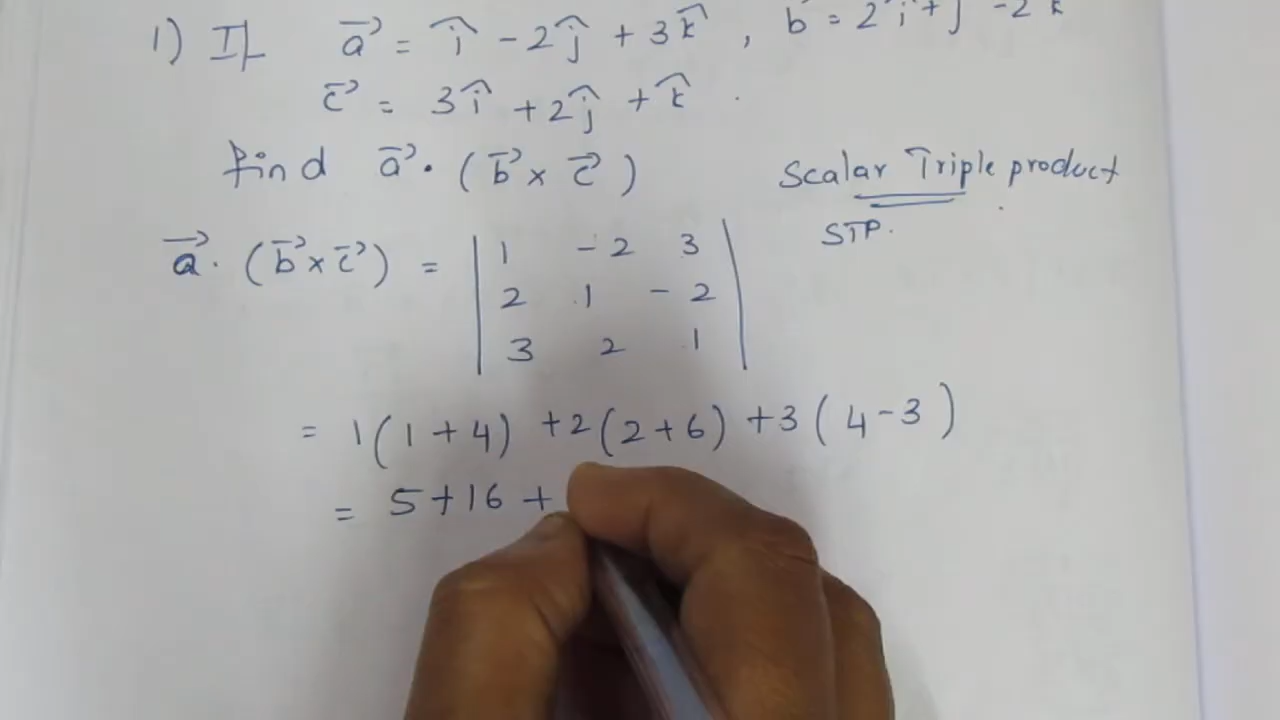 1) If a⃗ = î - 2ĵ + 3k̂ , b = 2î + ĵ - 2k
c⃗ = 3î + 2ĵ + k̂ .
find a⃗ · (b⃗ × c⃗)
Scalar Triple product
STP.
a⃗ · (b⃗ × c⃗) = | 1 -2 3 |
| 2 1 -2 |
| 3 2 1 |
= 1(1+4) +2(2+6) +3(4-3)
= 5+16 +